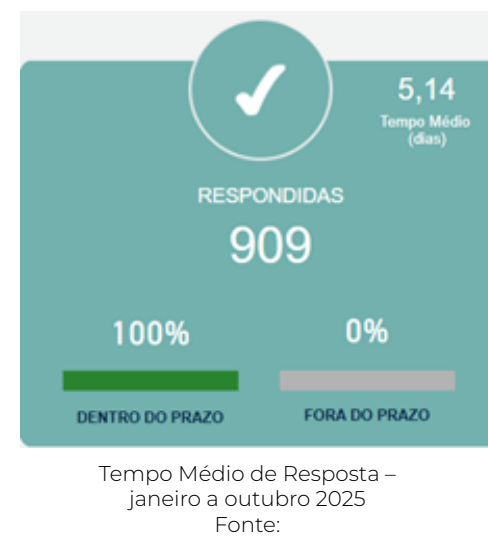 5,14
Tempo Médio
(dias)
RESPONDIDAS
909
100%
0%
DENTRO DO PRAZO
FORA DO PRAZO
Tempo Médio de Resposta –
janeiro a outubro 2025
Fonte: